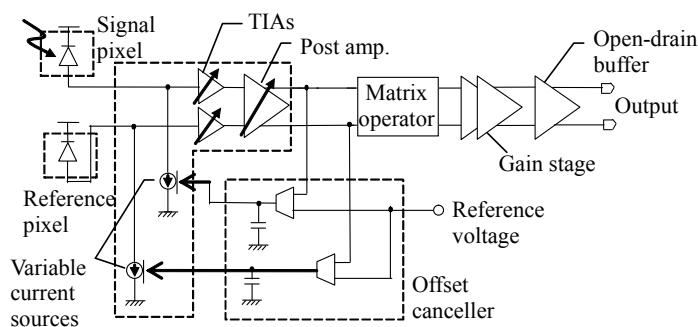 Signal
pixel
TIAs
Post amp.
Open-drain
buffer
Matrix
operator
Output
Gain stage
Reference
pixel
Reference
voltage
Variable
current
sources
Offset
canceller